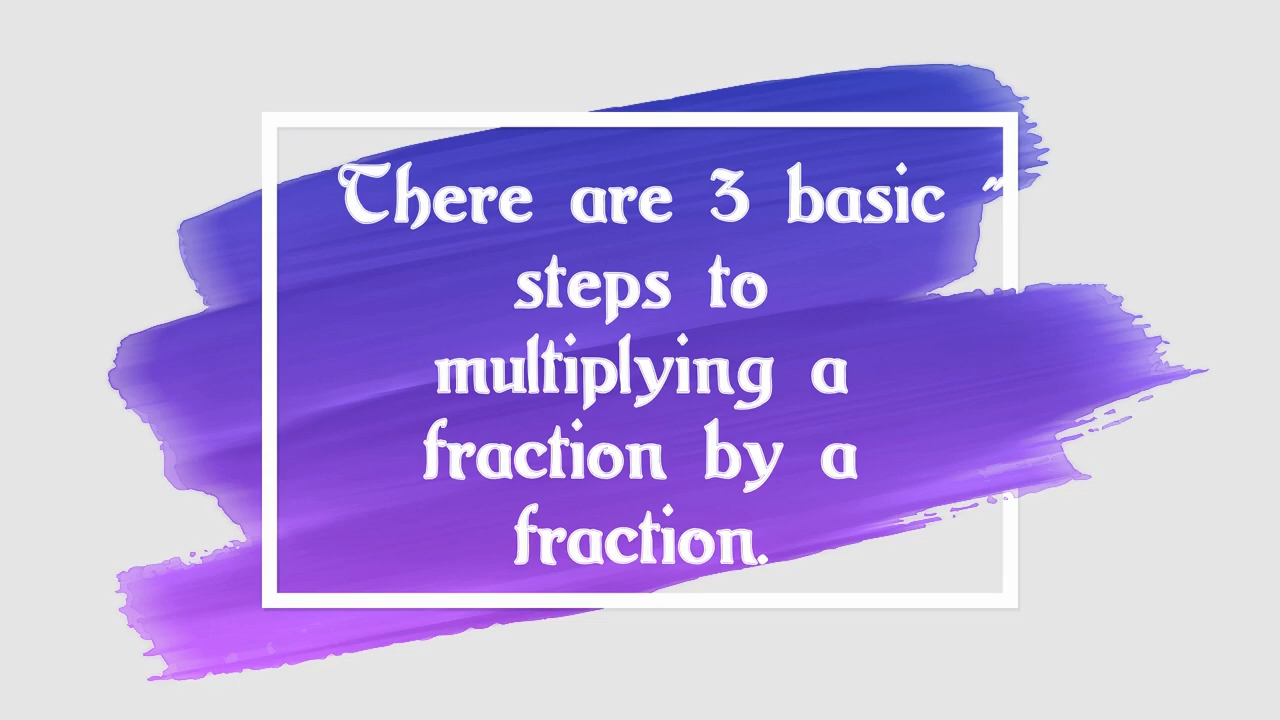 There are 3 basic ~
steps to
multiplying a
fraction by a
fraction.